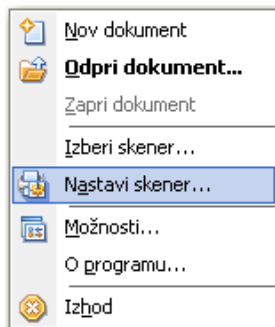 Nov dokument
Odpri dokument...
Zapri dokument
Izberi skener...
Nastavi skener...
Možnosti...
O programu...
Izhod